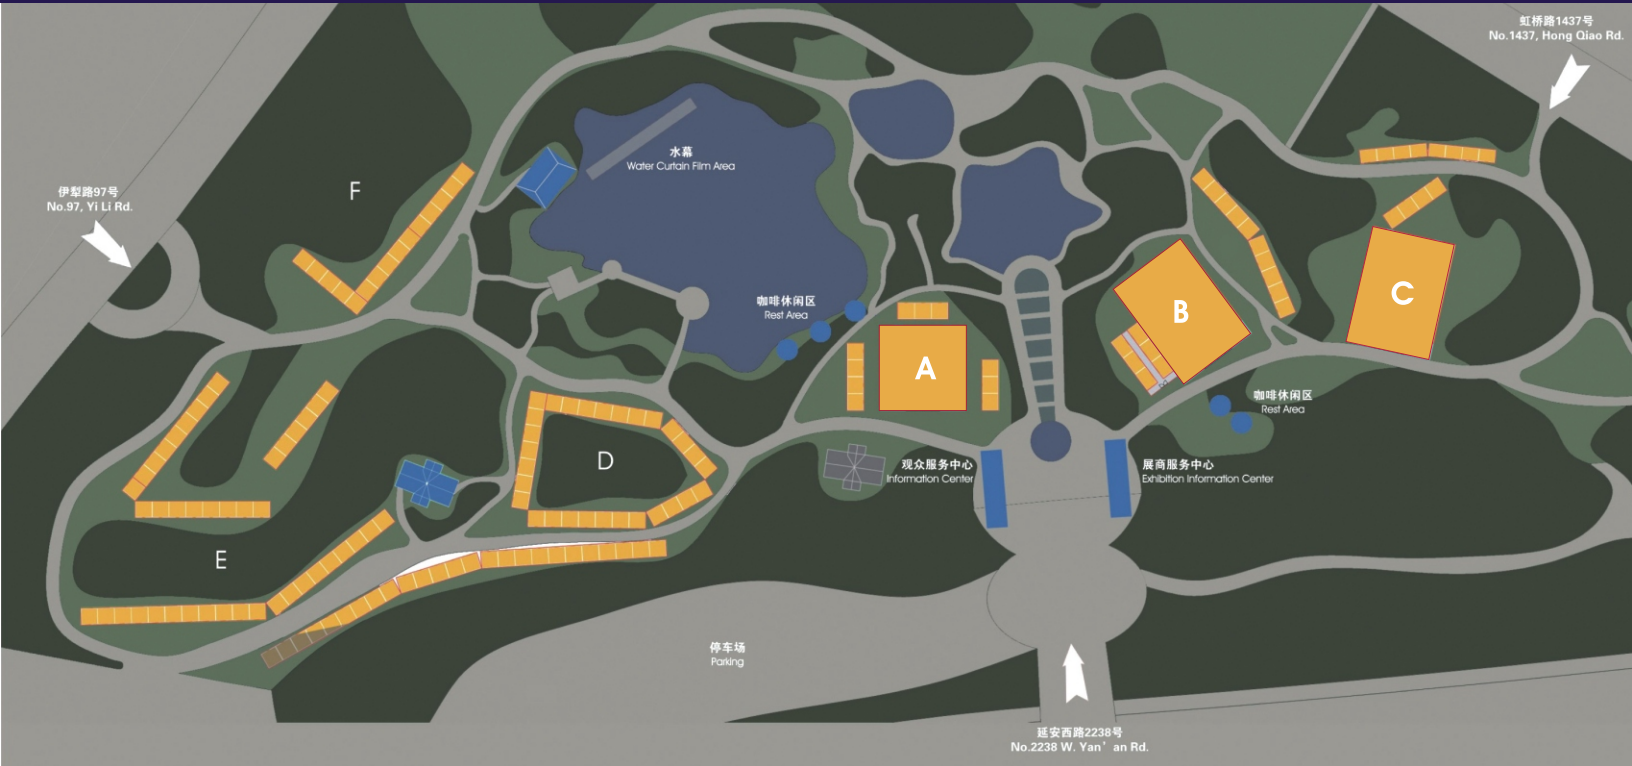 虹桥路1437号
No.1437, Hong Qiao Rd.
水幕
Water Curtain Film Area
F
伊犁路97号
No.97, Yi Li Rd.
咖啡休闲区
Rest Area
A
B
C
咖啡休闲区
Rest Area
D
观众服务中心
Information Center
展商服务中心
Exhibition Information Center
E
停车场
Parking
延安西路2238号
No.2238 W. Yan’an Rd.